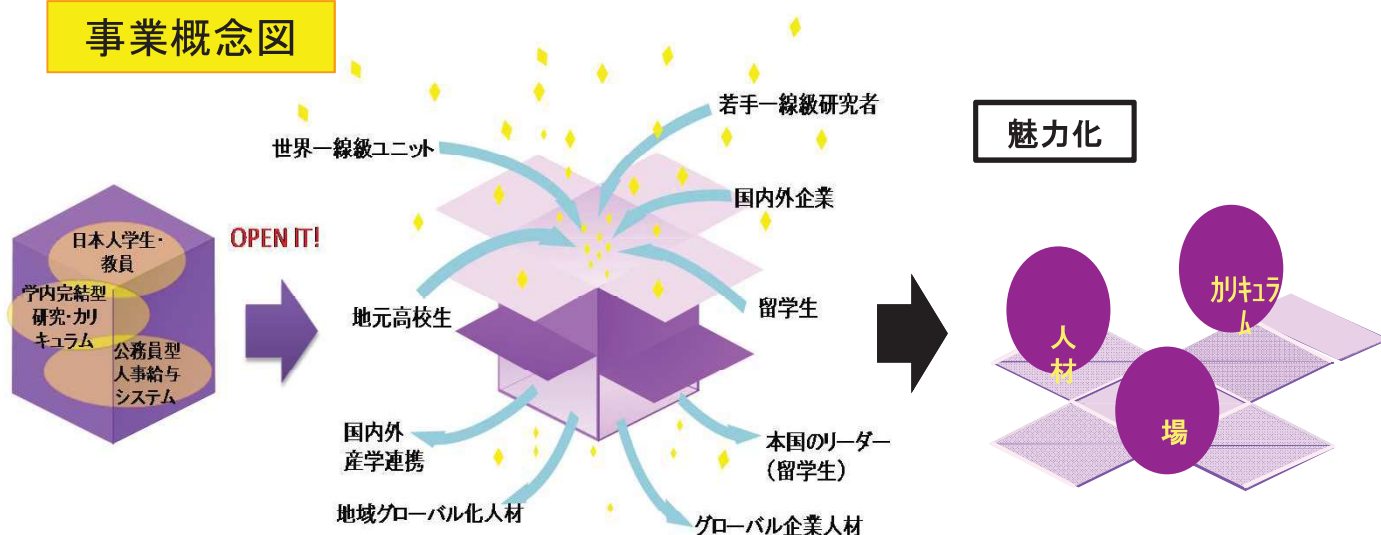 事業概念図
日本人学生・
教員
学内完結型
研究・カリ
キュラム
公務員型
人事給与
システム
OPEN IT!
世界一線級ユニット
若手一線級研究者
国内外企業
地元高校生
留学生
国内外
産学連携
地域グローバル化人材
本国のリーダー
（留学生）
グローバル企業人材
魅力化
人
材
カリキュラ
ム
場